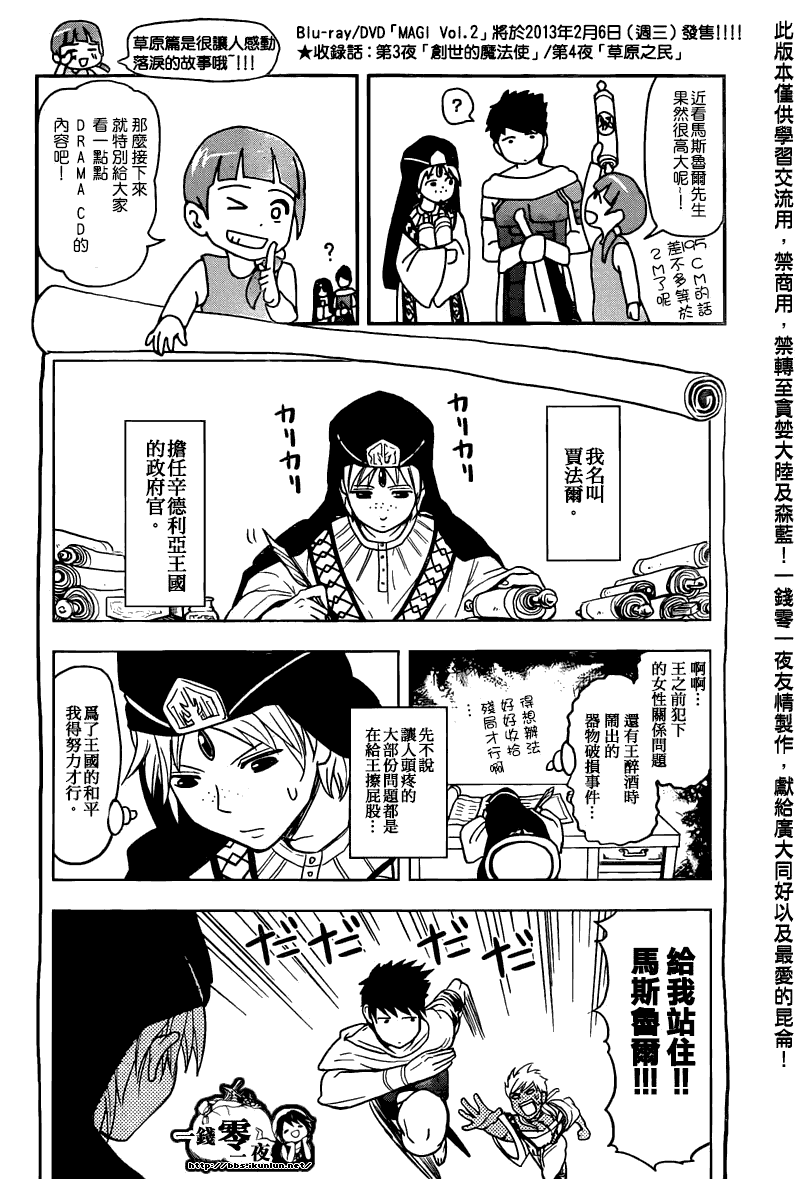 草原篇是很讓人感動
落淚的故事哦~!!!
Blu-ray/DVD「MAGI Vol.2」將於2013年2月6日（週三）發售!!!!
★收錄話：第3夜「創世的魔法使」/第4夜「草原之民」
近看馬斯魯爾先生
果然很高大呢~!
195CM的話
差不多等於
2M了呢
?
那麼接下來
就特別給大家
看一點點
DRAMA CD的
內容吧!
?
我名叫
賈法爾。
カリカリ
カリカリ
擔任辛德利亞王國
的政府官。
啊啊…
王之前犯下
的女性關係問題
還有王醉酒時
鬧出的
器物破損事件…
得想辦法
好好收拾
殘局才行啊
先不說
讓人頭疼的
大部份問題都是
在給王擦屁股…
爲了王國的和平
我得努力才行。
給我站住!!
馬斯魯爾!!!
だだだだ
一錢零一夜
http://bbs.ikunlun.net/
此版本僅供學習交流用，禁商用，禁轉至貪婪大陸及森藍！一錢零一夜友情製作，獻給廣大同好以及最愛的昆侖！